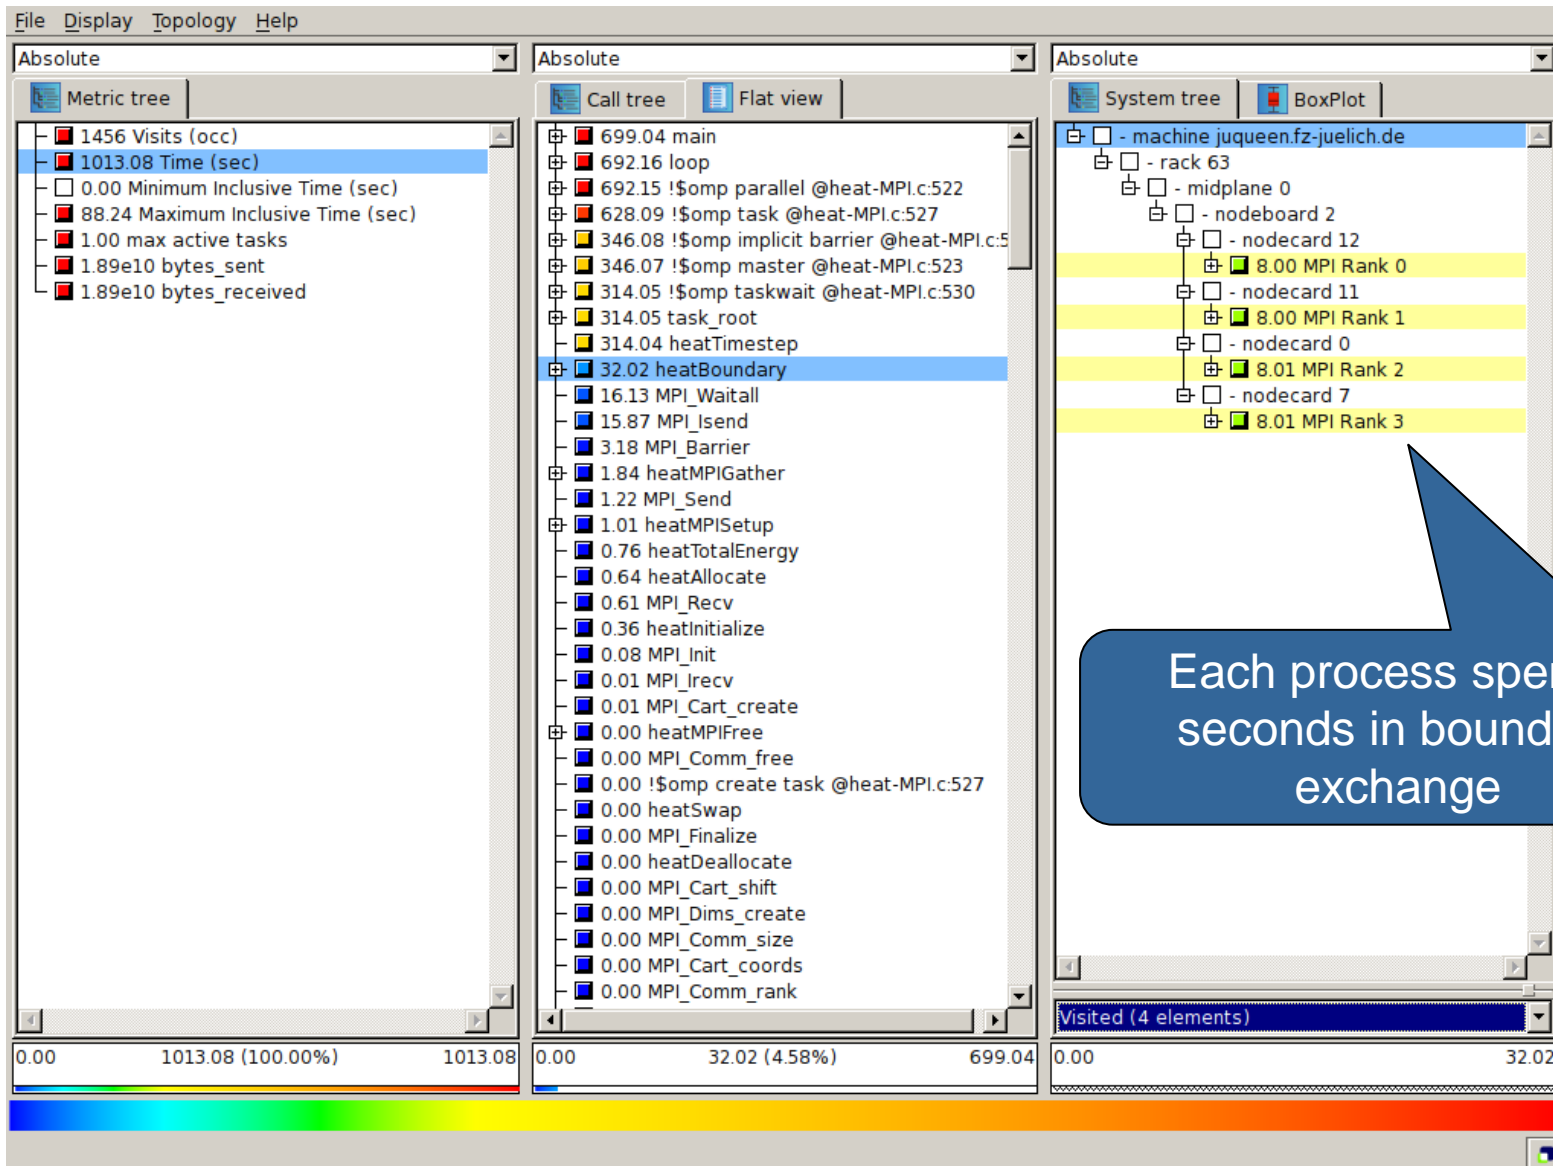 File Display Topology Help
Absolute
Metric tree
1456 Visits (occ)
1013.08 Time (sec)
0.00 Minimum Inclusive Time (sec)
88.24 Maximum Inclusive Time (sec)
1.00 max active tasks
1.89e10 bytes_sent
1.89e10 bytes_received
0.00 1013.08 (100.00%) 1013.08
Absolute
Call tree Flat view
699.04 main
692.16 loop
692.15 !$omp parallel @heat-MPI.c:522
628.09 !$omp task @heat-MPI.c:527
346.08 !$omp implicit barrier @heat-MPI.c:5
346.07 !$omp master @heat-MPI.c:523
314.05 !$omp taskwait @heat-MPI.c:530
314.05 task_root
314.04 heatTimestep
32.02 heatBoundary
16.13 MPI_Waitall
15.87 MPI_Isend
3.18 MPI_Barrier
1.84 heatMPIGather
1.22 MPI_Send
1.01 heatMPISetup
0.76 heatTotalEnergy
0.64 heatAllocate
0.61 MPI_Recv
0.36 heatInitialize
0.08 MPI_Init
0.01 MPI_Irecv
0.01 MPI_Cart_create
0.00 heatMPIFree
0.00 MPI_Comm_free
0.00 !$omp create task @heat-MPI.c:527
0.00 heatSwap
0.00 MPI_Finalize
0.00 heatDeallocate
0.00 MPI_Cart_shift
0.00 MPI_Dims_create
0.00 MPI_Comm_size
0.00 MPI_Cart_coords
0.00 MPI_Comm_rank
0.00 32.02 (4.58%) 699.04
Absolute
System tree BoxPlot
- machine juqueen.fz-juelich.de
- rack 63
- midplane 0
- nodeboard 2
- nodecard 12
8.00 MPI Rank 0
- nodecard 11
8.00 MPI Rank 1
- nodecard 0
8.01 MPI Rank 2
- nodecard 7
8.01 MPI Rank 3
Each process spe
seconds in bound
exchange
Visited (4 elements)
0.00 32.02